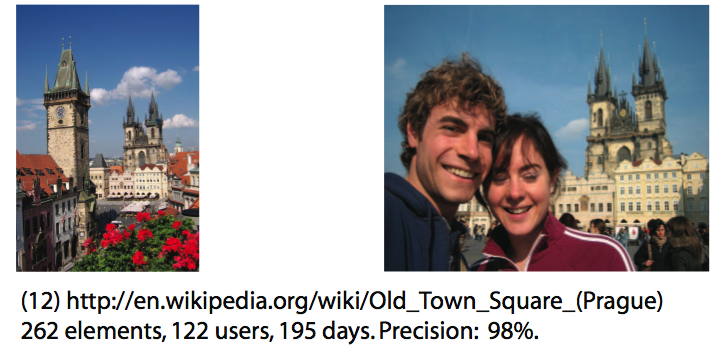 (12) http://en.wikipedia.org/wiki/Old_Town_Square_(Prague)
262 elements, 122 users, 195 days. Precision: 98%.